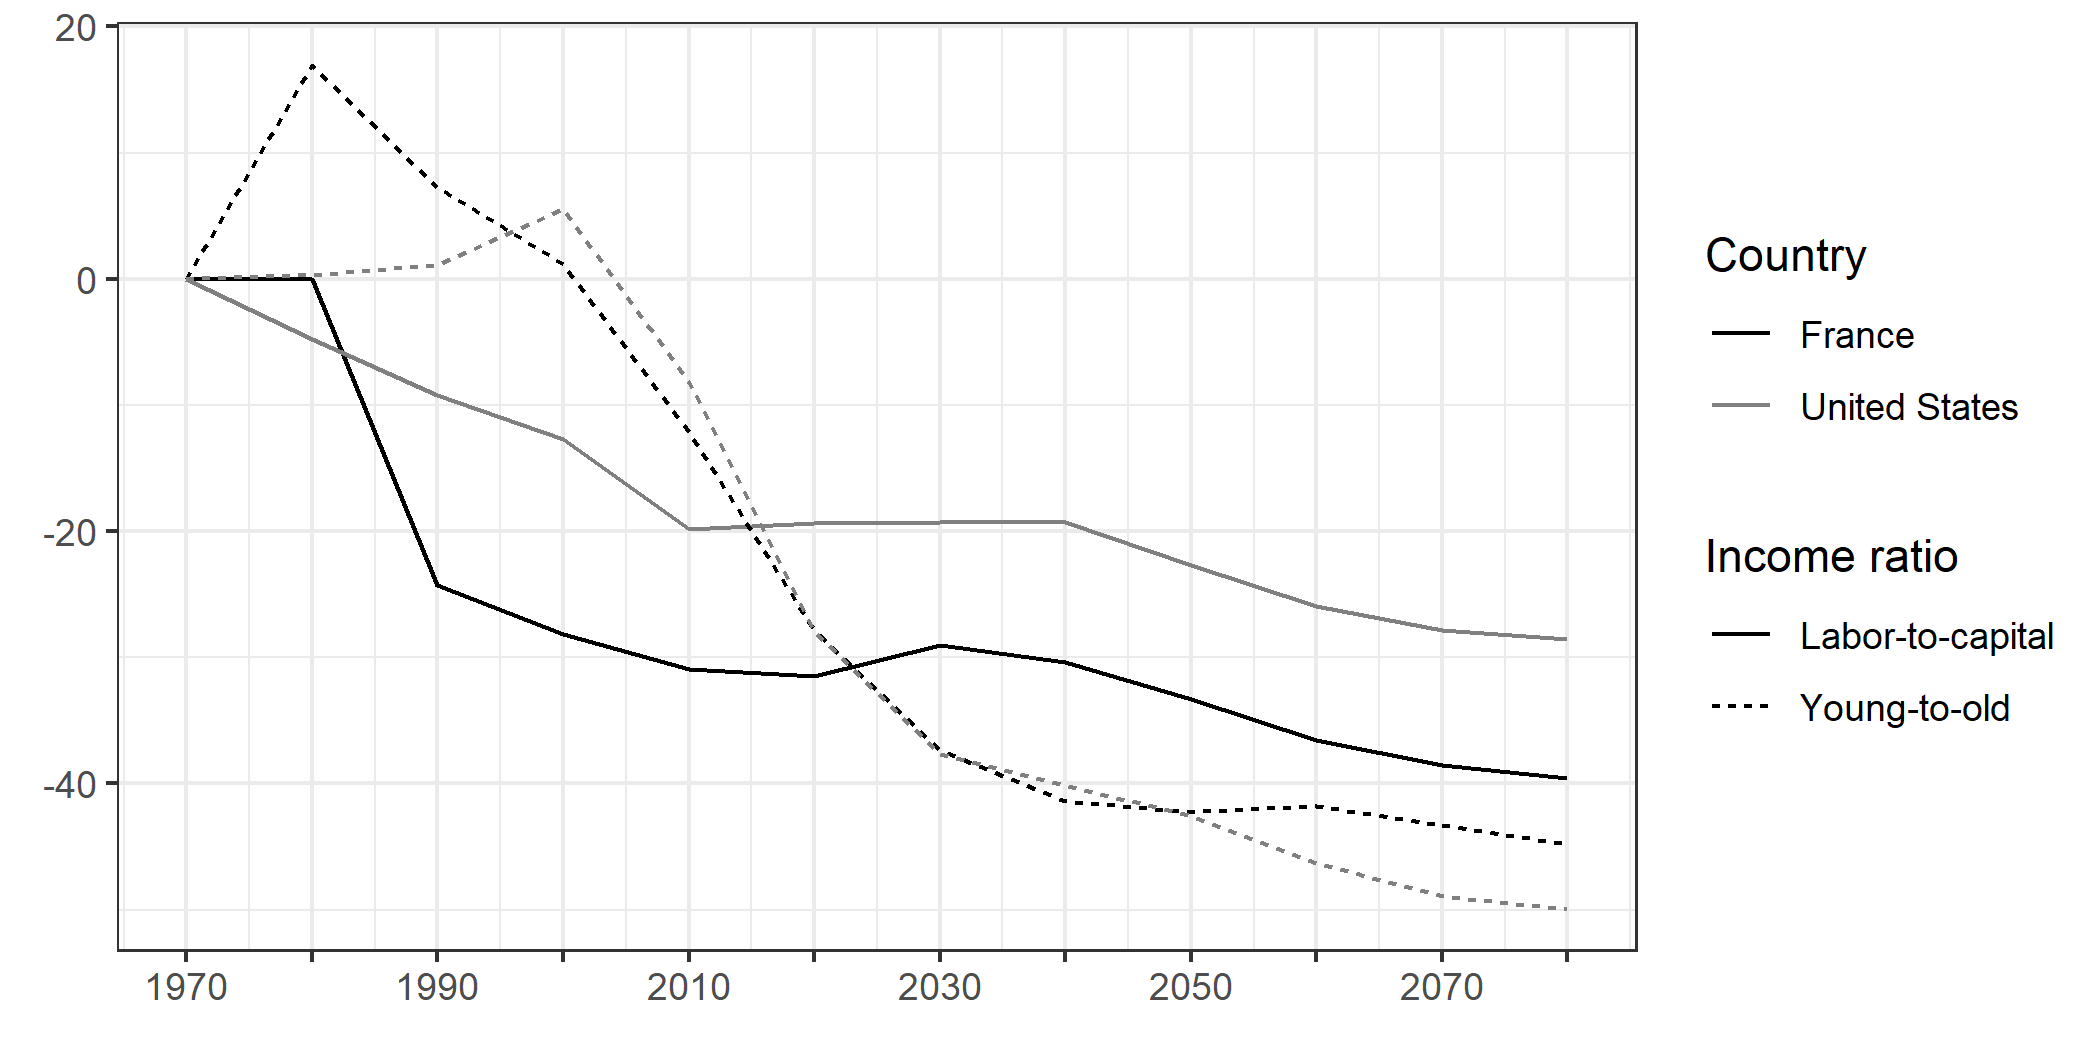 20
0
-20
-40
1970 1990 2010 2030 2050 2070
Country
France
United States
Income ratio
Labor-to-capital
Young-to-old